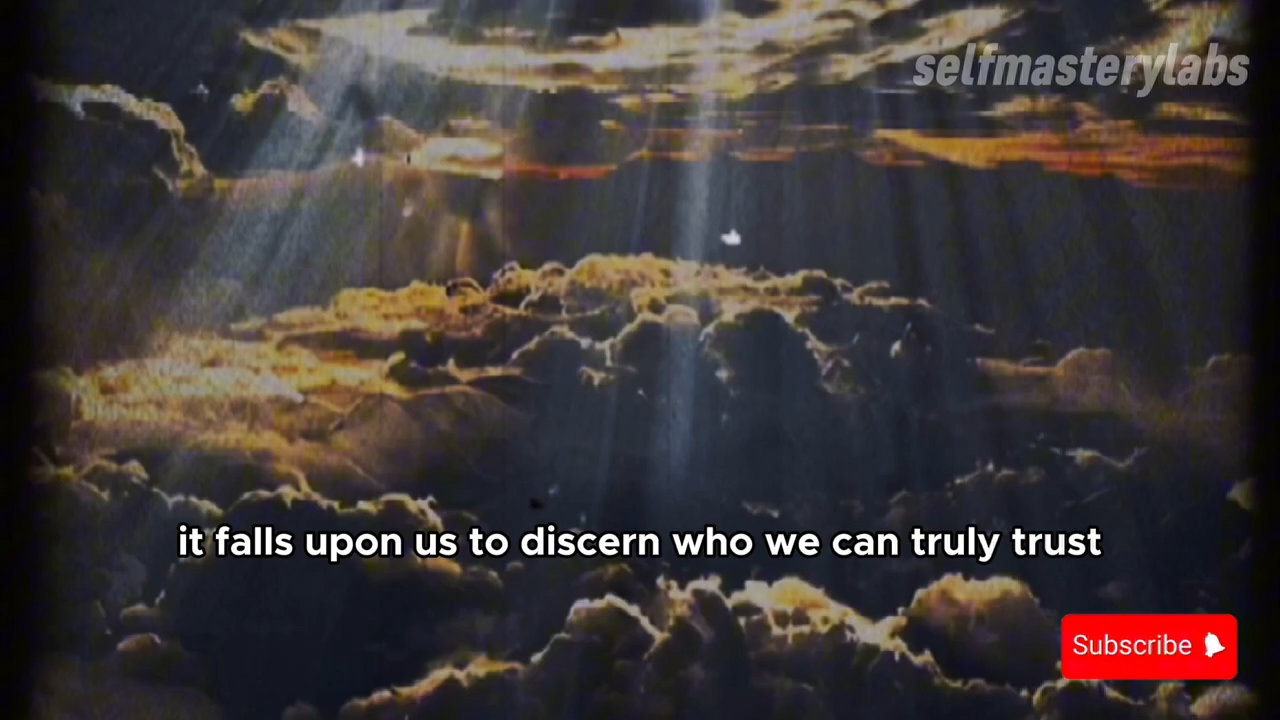 selfmasterylabs
it falls upon us to discern who we can truly trust
Subscribe